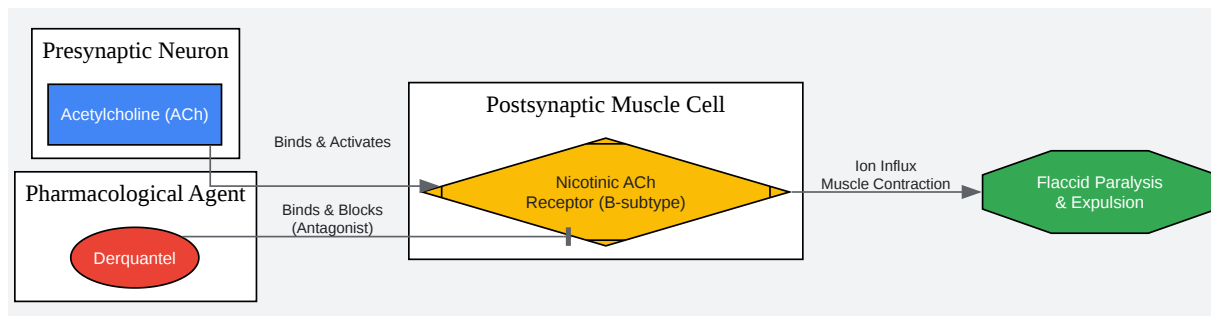 Presynaptic Neuron
Acetylcholine (ACh)
Pharmacological Agent
Derquantel
Binds & Activates
Binds & Blocks
(Antagonist)
Postsynaptic Muscle Cell
Nicotinic ACh
Receptor (B-subtype)
Ion Influx
Muscle Contraction
Flaccid Paralysis
& Expulsion